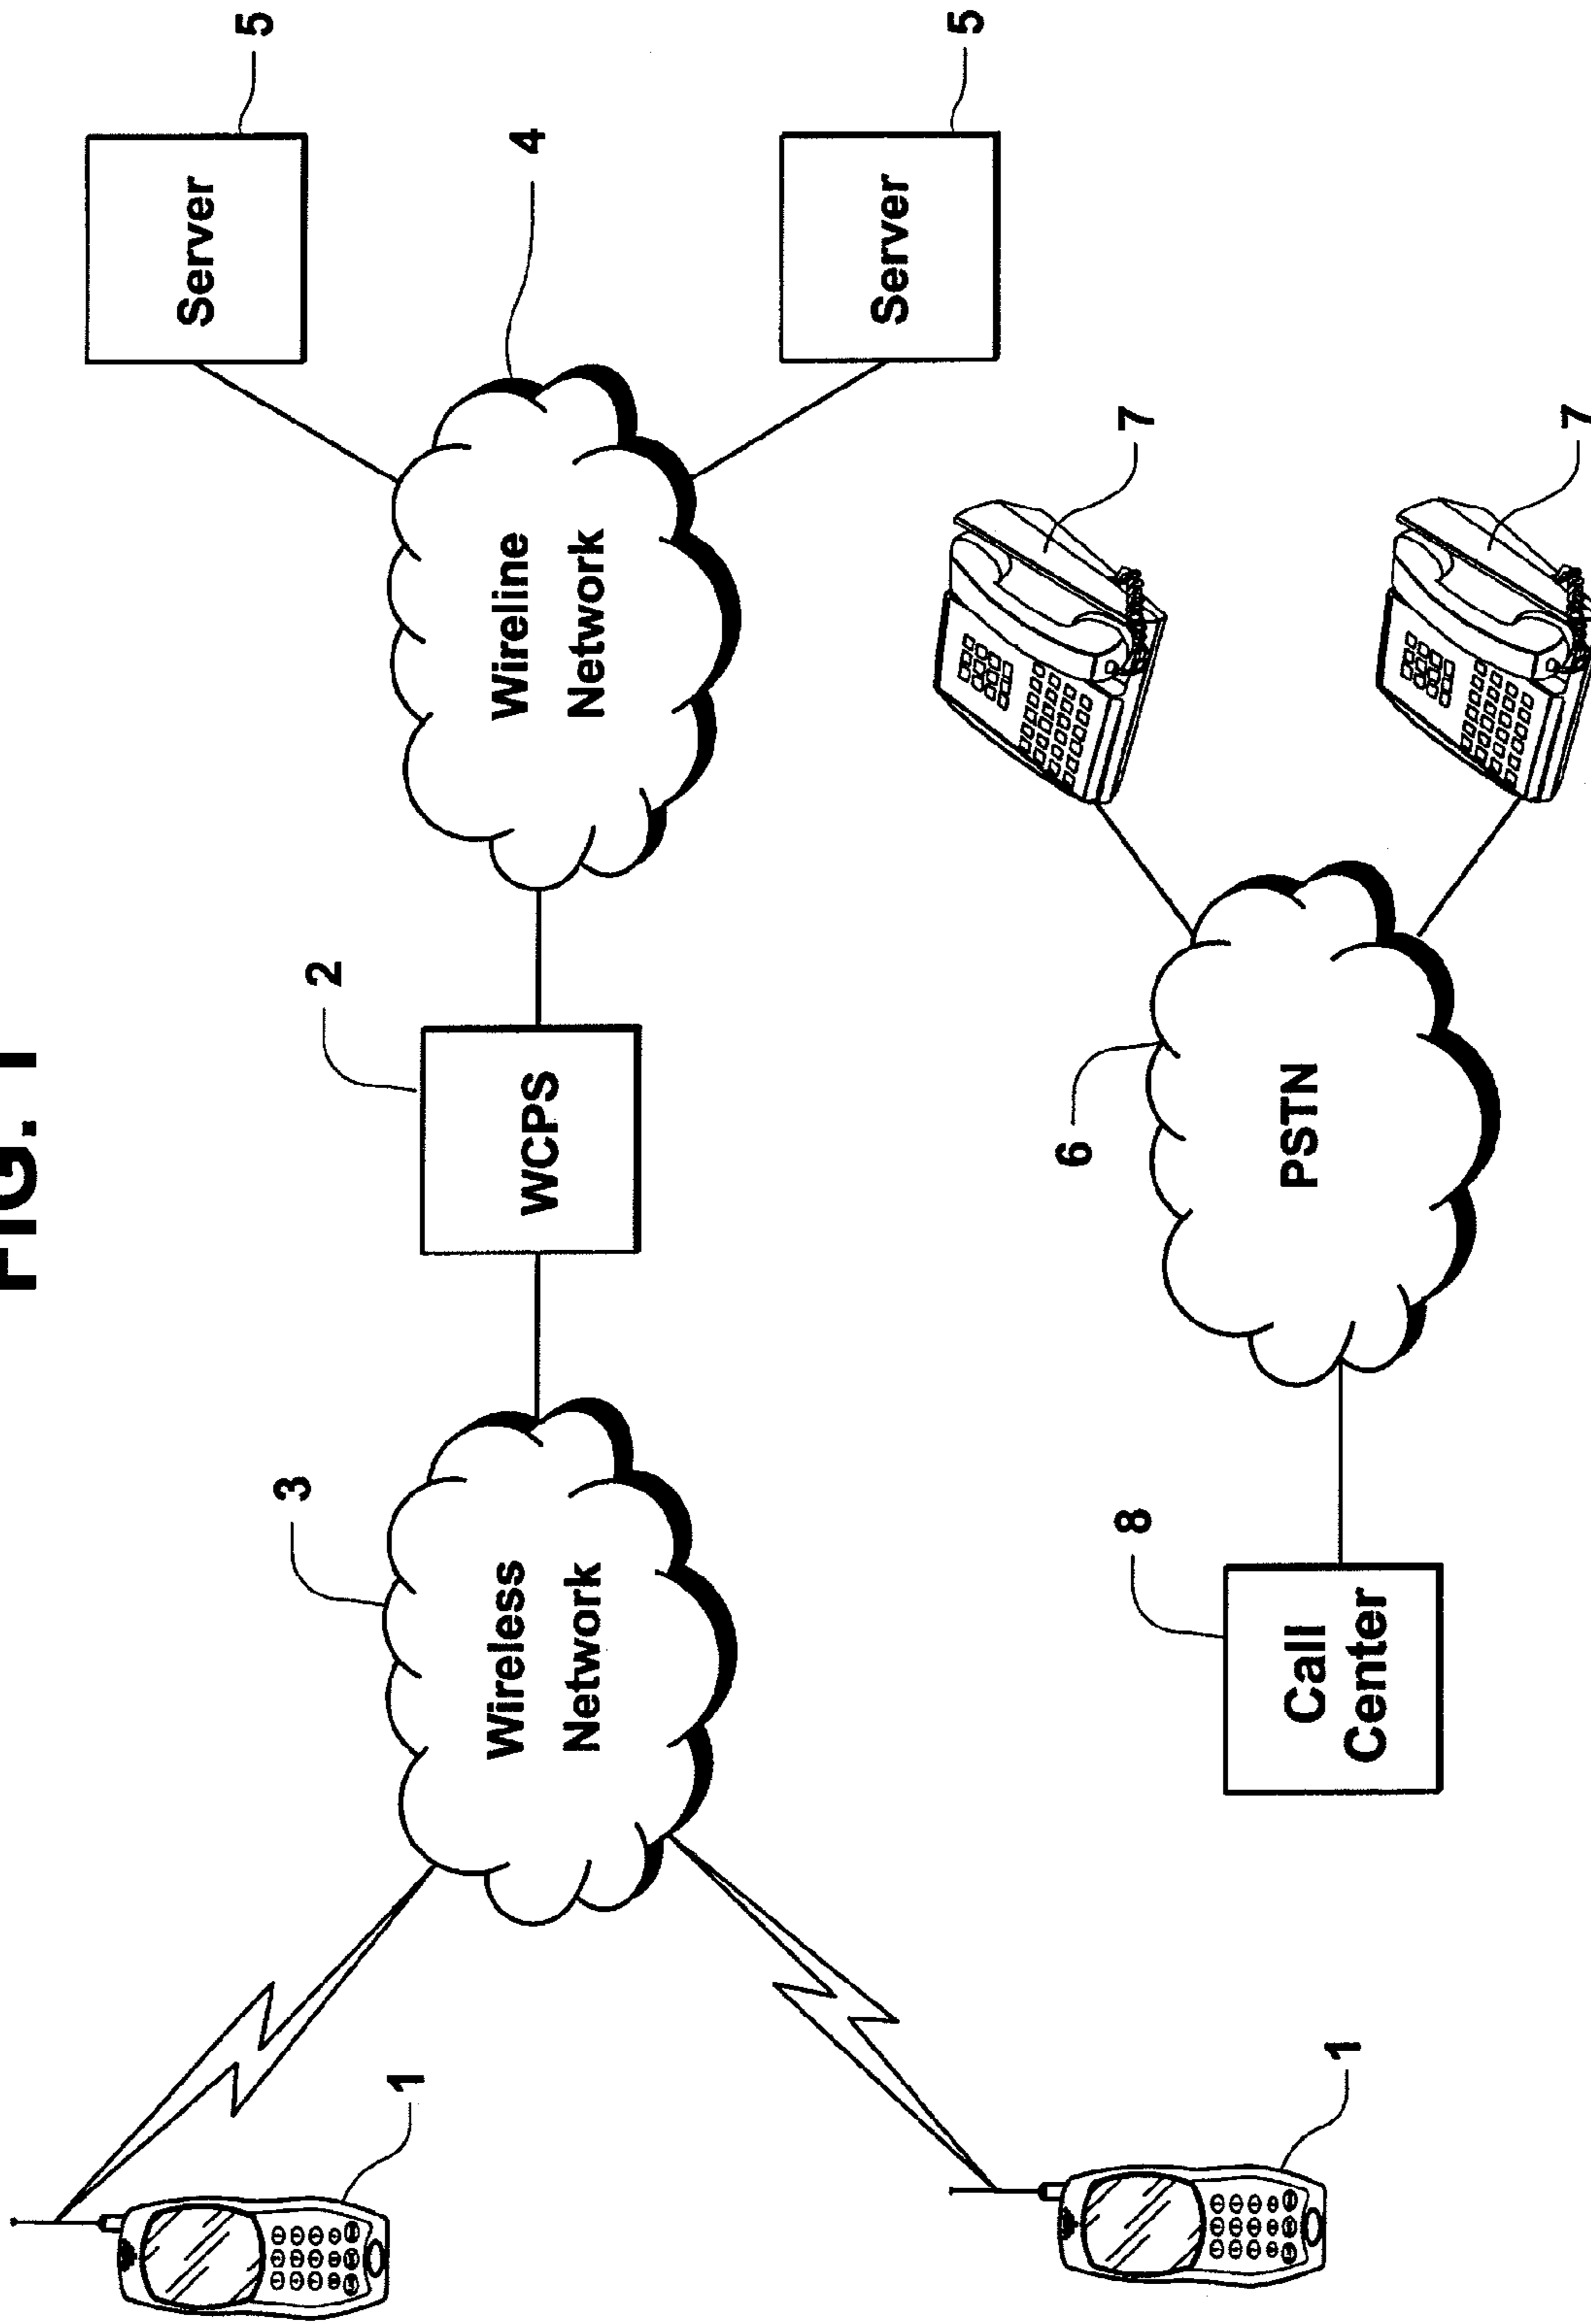 FIG. 1
1
3
Wireless
Network
2
WCPS
4
Wireline
Network
5
Server
5
Server
1
8
Call
Center
6
PSTN
7
7